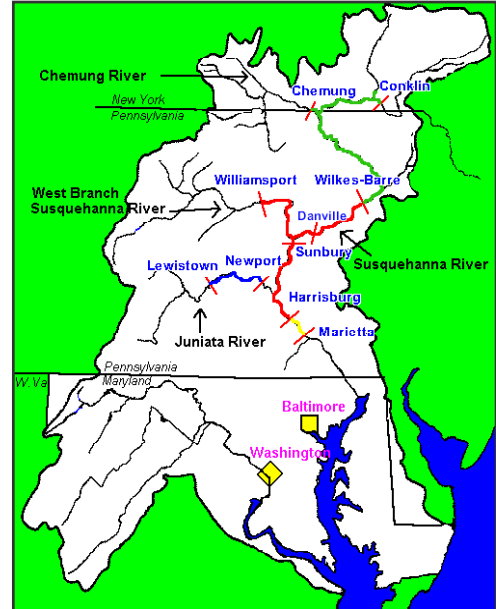 Chemung River
Chemung
Conklin
New York
Pennsylvania
Williamsport
Wilkes-Barre
West Branch
Susquehanna River
Danville
Sunbury
Susquehanna River
Lewistown
Newport
Harrisburg
Marietta
Juniata River
Pennsylvania
W.Va
Maryland
Baltimore
Washington